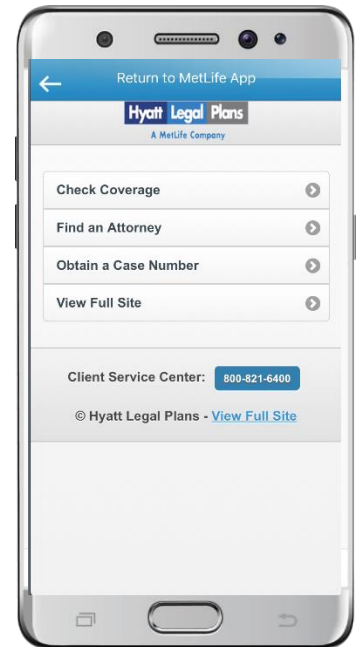 Return to MetLife App
Hyatt Legal Plans
A MetLife Company
Check Coverage
Find an Attorney
Obtain a Case Number
View Full Site
Client Service Center: 800-821-6400
© Hyatt Legal Plans - View Full Site